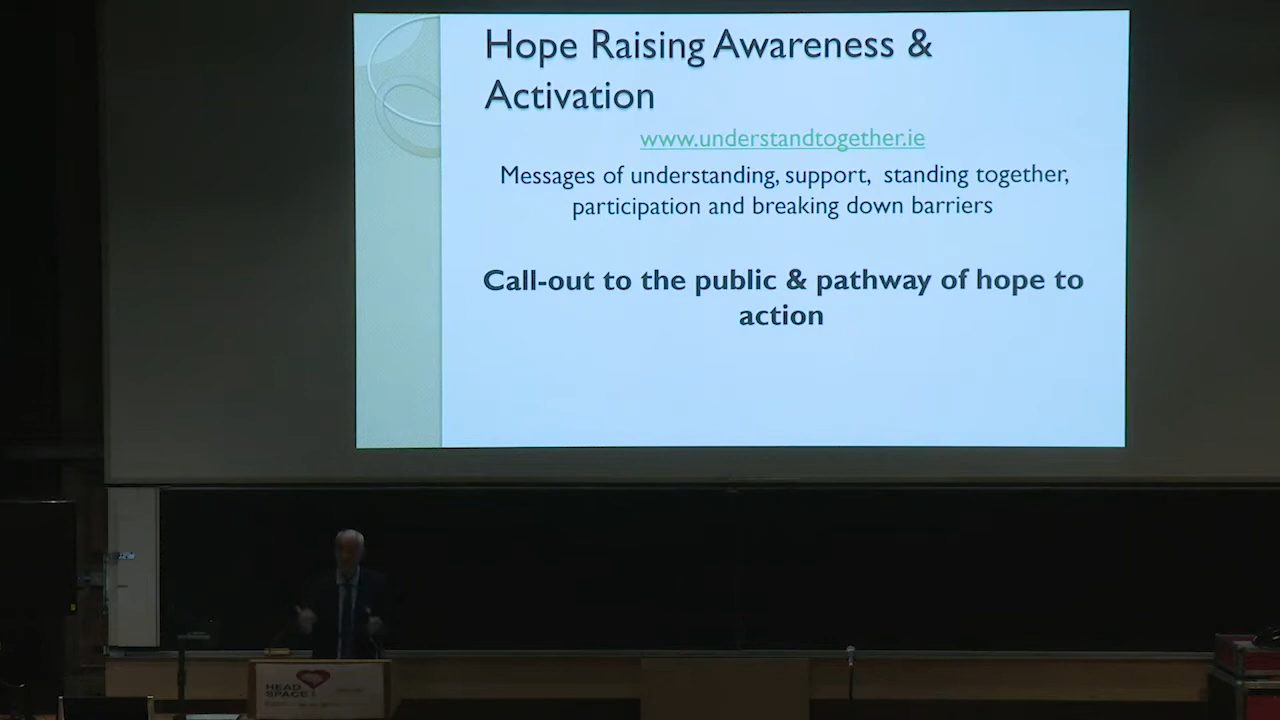 Hope Raising Awareness &
Activation
www.understandtogether.ie
Messages of understanding, support, standing together,
participation and breaking down barriers
Call-out to the public & pathway of hope to
action
HEAD
SPACE